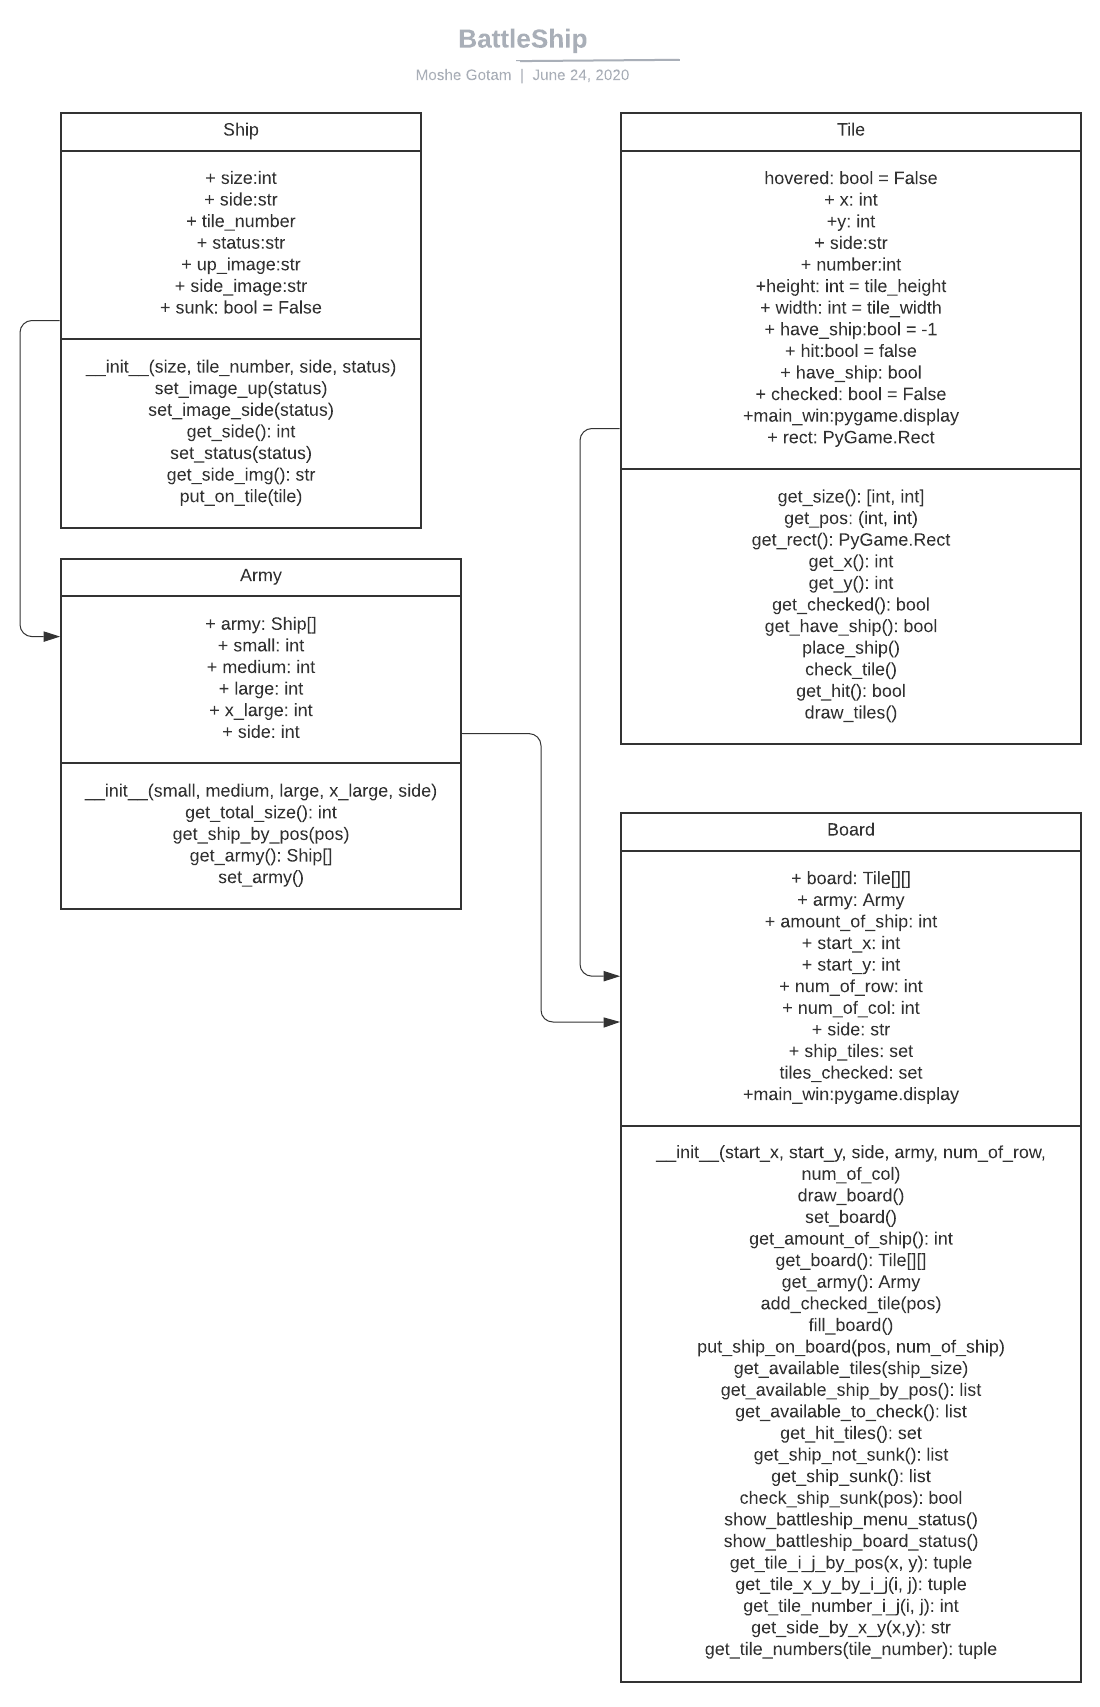 BattleShip
Moshe Gotam | June 24, 2020
Ship
+ size:int
+ side:str
+ tile_number
+ status:str
+ up_image:str
+ side_image:str
+ sunk: bool = False
__init__(size, tile_number, side, status)
set_image_up(status)
set_image_side(status)
get_side(): int
set_status(status)
get_side_img(): str
put_on_tile(tile)
Army
+ army: Ship[]
+ small: int
+ medium: int
+ large: int
+ x_large: int
+ side: int
__init__(small, medium, large, x_large, side)
get_total_size(): int
get_ship_by_pos(pos)
get_army(): Ship[]
set_army()
Tile
hovered: bool = False
+ x: int
+y: int
+ side:str
+ number:int
+height: int = tile_height
+ width: int = tile_width
+ have_ship:bool = -1
+ hit:bool = false
+ have_ship: bool
+ checked: bool = False
+main_win:pygame.display
+ rect: PyGame.Rect
get_size(): [int, int]
get_pos: (int, int)
get_rect(): PyGame.Rect
get_x(): int
get_y(): int
get_checked(): bool
get_have_ship(): bool
place_ship()
check_tile()
get_hit(): bool
draw_tiles()
Board
+ board: Tile[][]
+ army: Army
+ amount_of_ship: int
+ start_x: int
+ start_y: int
+ num_of_row: int
+ num_of_col: int
+ side: str
+ ship_tiles: set
tiles_checked: set
+main_win:pygame.display
__init__(start_x, start_y, side, army, num_of_row,
num_of_col)
draw_board()
set_board()
get_amount_of_ship(): int
get_board(): Tile[][]
get_army(): Army
add_checked_tile(pos)
fill_board()
put_ship_on_board(pos, num_of_ship)
get_available_tiles(ship_size)
get_available_ship_by_pos(): list
get_available_to_check(): list
get_hit_tiles(): set
get_ship_not_sunk(): list
get_ship_sunk(): list
check_ship_sunk(pos): bool
show_battleship_menu_status()
show_battleship_board_status()
get_tile_i_j_by_pos(x, y): tuple
get_tile_x_y_by_i_j(i, j): tuple
get_tile_number_i_j(i, j): int
get_side_by_x_y(x,y): str
get_tile_numbers(tile_number): tuple